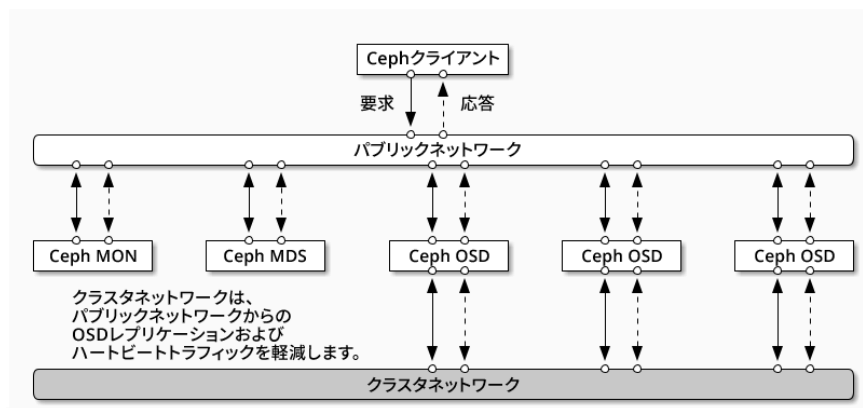 Cephクライアント
要求
応答
パブリックネットワーク
Ceph MON
Ceph MDS
Ceph OSD
Ceph OSD
Ceph OSD
クラスタネットワークは、
パブリックネットワークからの
OSDレプリケーションおよび
ハートビートトラフィックを軽減します。
クラスタネットワーク